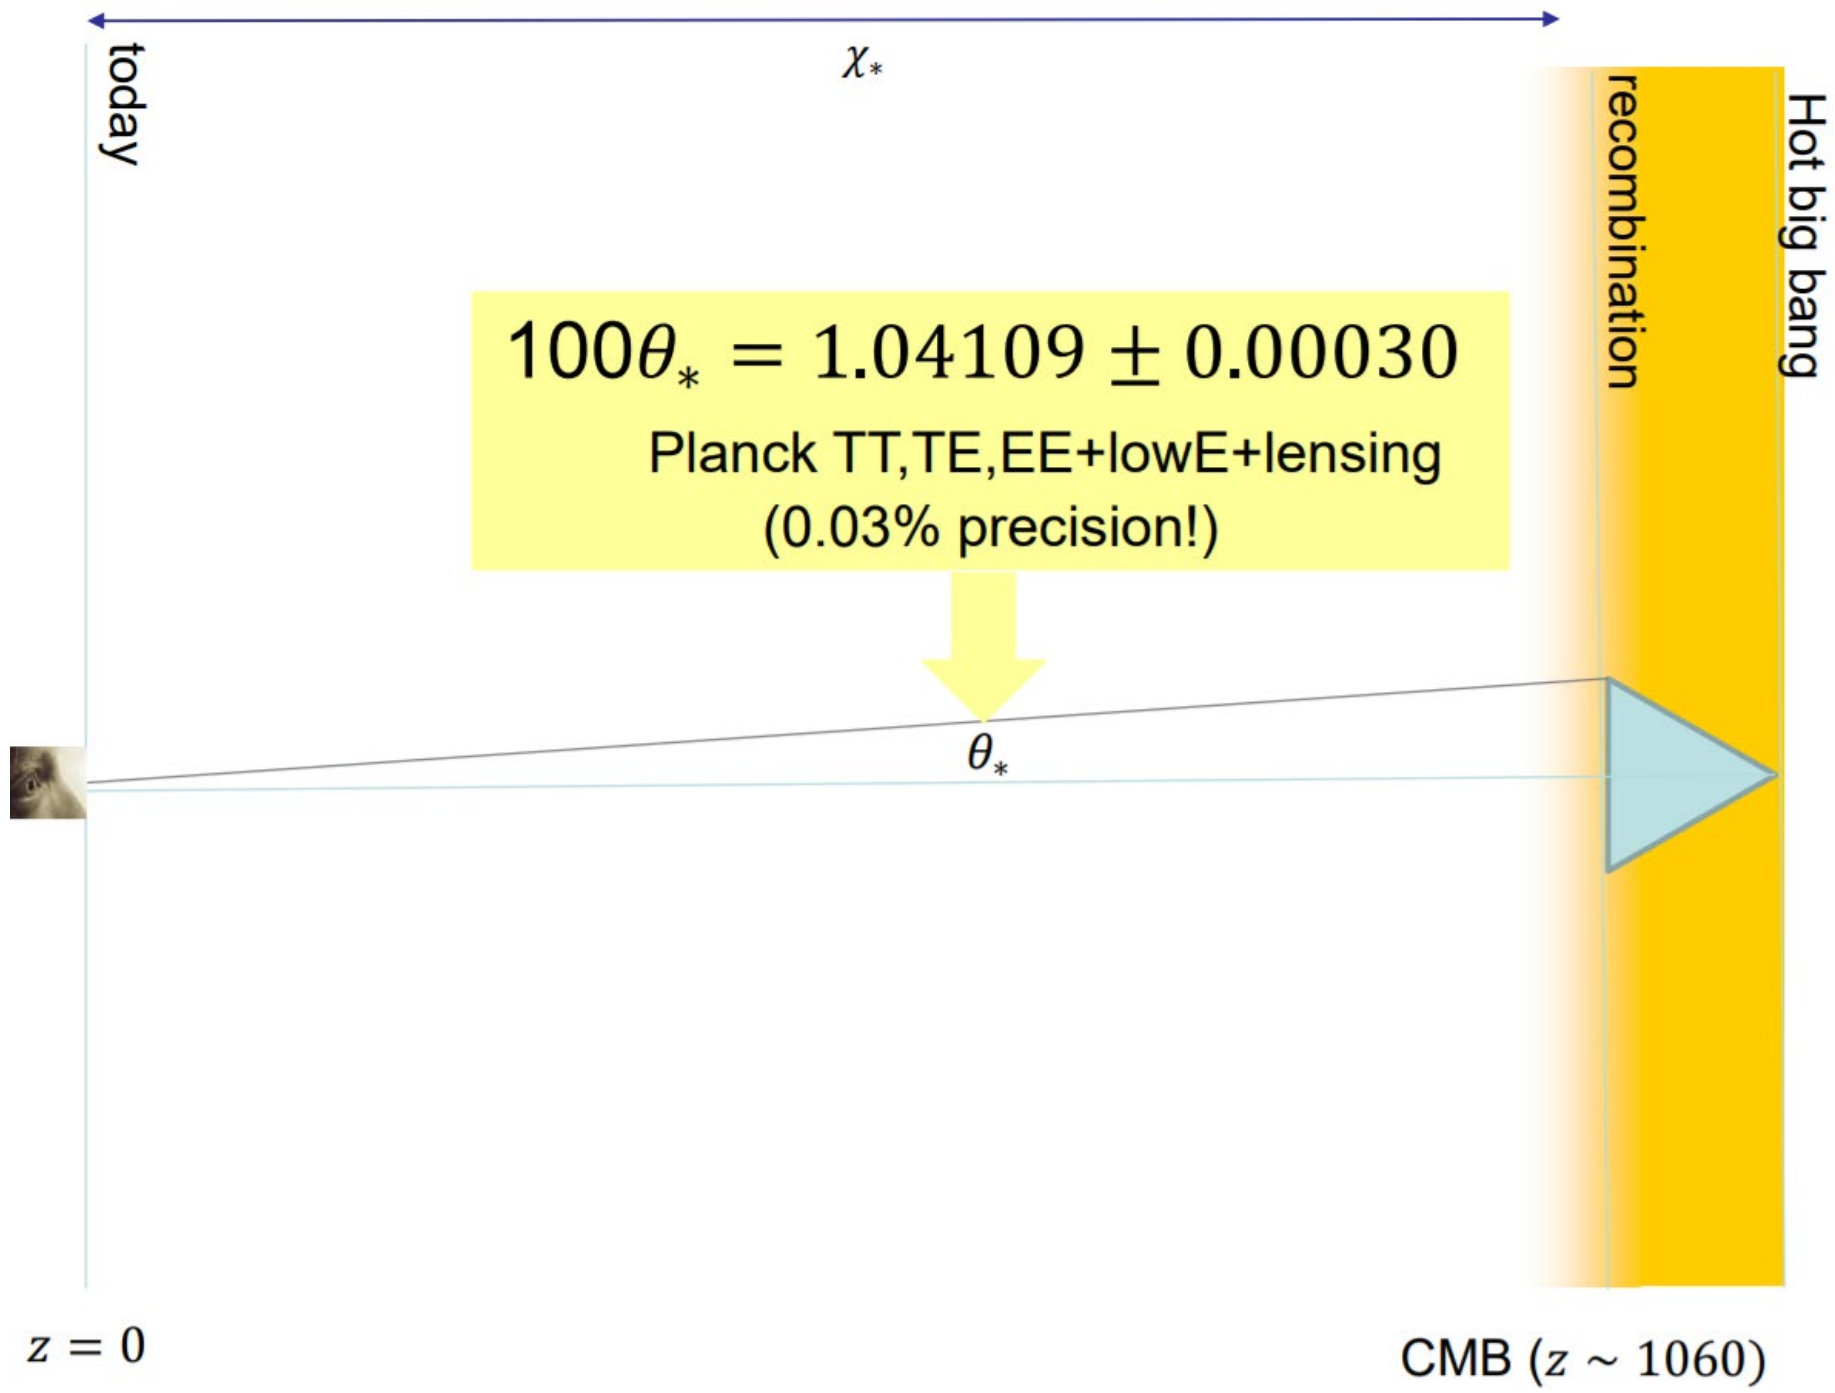 χ*
today
recombination
Hot big bang
100θ* = 1.04109 ± 0.00030
Planck TT,TE,EE+lowE+lensing
(0.03% precision!)
θ*
z = 0
CMB (z ~ 1060)